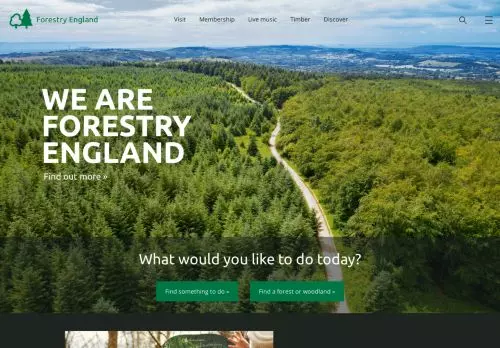 Forestry England
Visit
Membership
Live music
Timber
Discover
WE ARE
FORESTRY
ENGLAND
Find out more »
What would you like to do today?
Find something to do »
Find a forest or woodland »